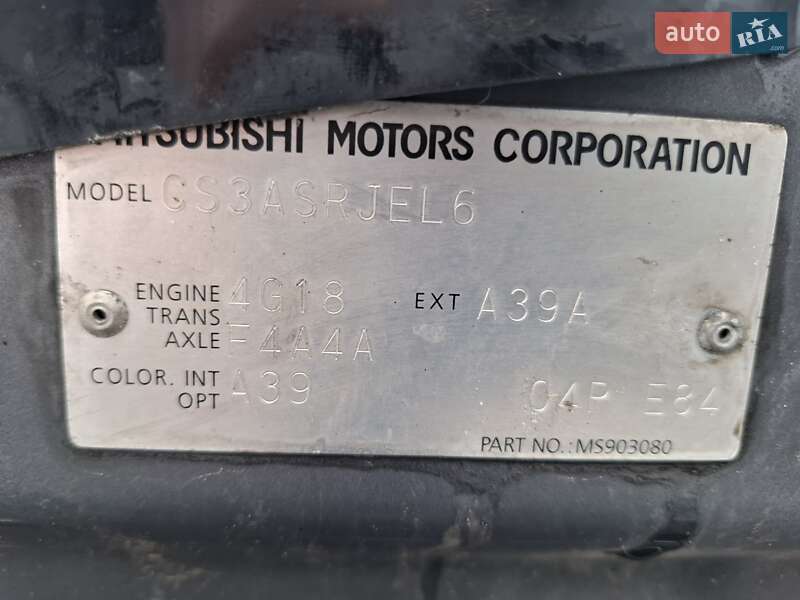 auto RIA.com
MITSUBISHI MOTORS CORPORATION
MODEL CS3ASRJEL6
ENGINE 4G18 EXT A39A
TRANS.
AXLE F4A4A
COLOR. INT A39
OPT 04P E84
PART NO.: MS903080